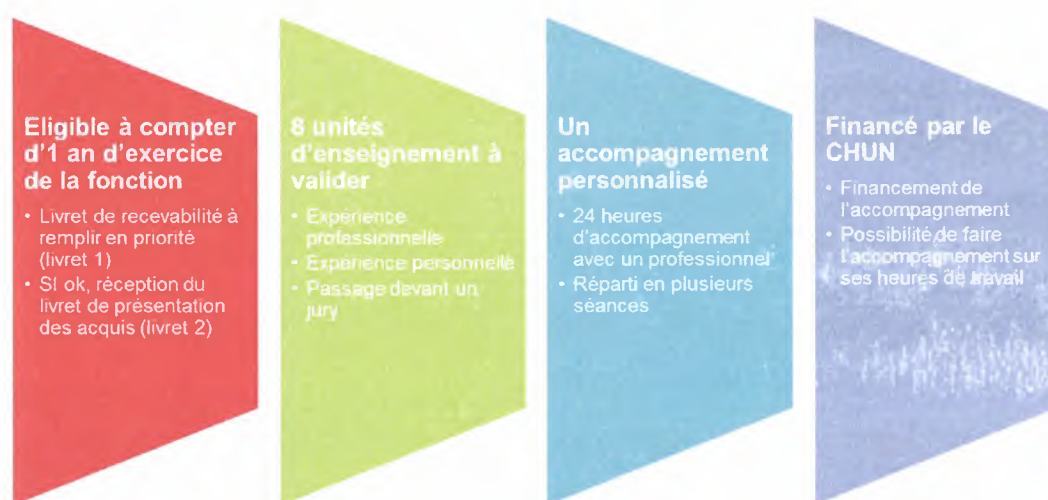 Eligible à compter
d'1 an d'exercice
de la fonction
• Livret de recevabilité à
remplir en priorité
(livret 1)
• SI ok, réception du
livret de présentation
des acquis (livret 2)
8 unités
d'enseignement à
valider
• Expérience
professionnelle
• Expérience personnelle
• Passage devant un
jury
Un
accompagnement
personnalisé
• 24 heures
d'accompagnement
avec un professionnel
• Réparti en plusieurs
séances
Financé par le
CHUN
• Financement de
l'accompagnement
• Possibilité de faire
l'accompagnement sur
ses heures de travail